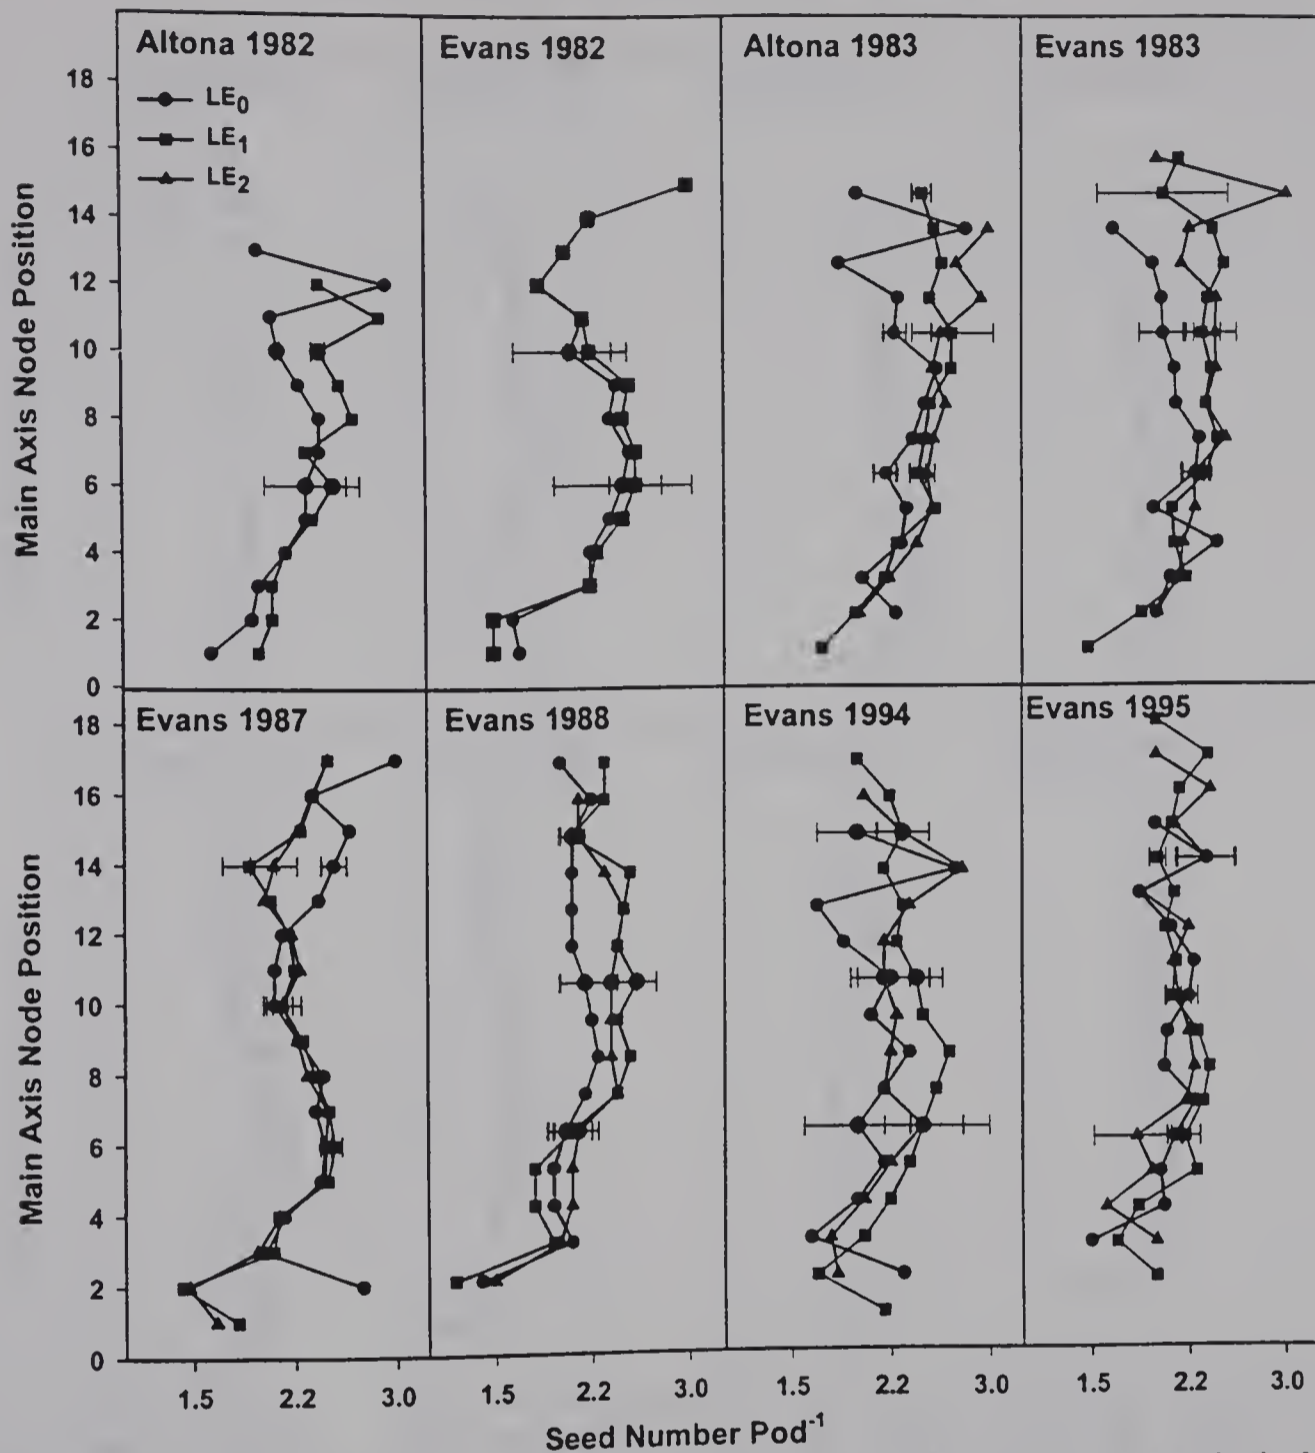 Altona 1982
Evans 1982
Altona 1983
Evans 1983
LE0
LE1
LE2
Main Axis Node Position
18
16
14
12
10
8
6
4
2
0
Evans 1987
Evans 1988
Evans 1994
Evans 1995
Main Axis Node Position
18
16
14
12
10
8
6
4
2
0
1.5 2.2 3.0 1.5 2.2 3.0 1.5 2.2 3.0 1.5 2.2 3.0
Seed Number Pod-1